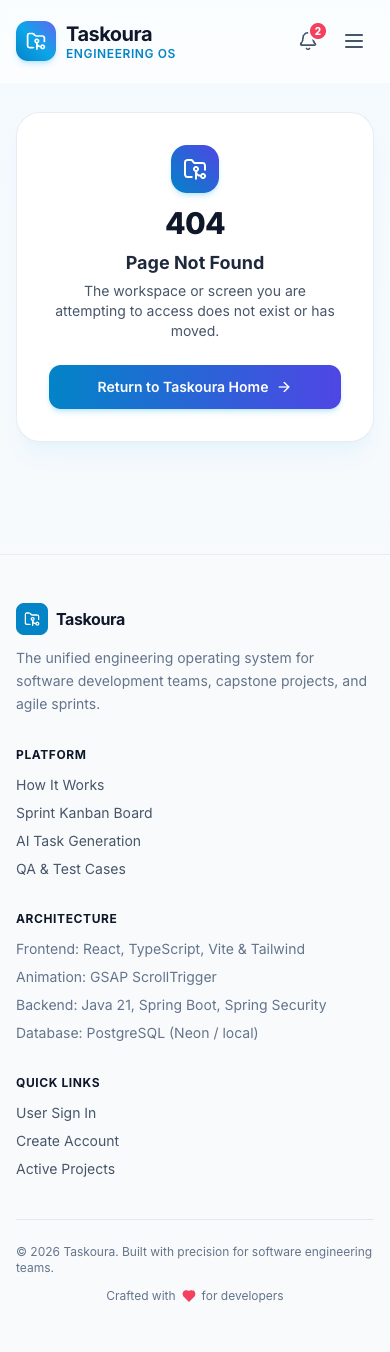 Taskoura
ENGINEERING OS
2
404
Page Not Found
The workspace or screen you are
attempting to access does not exist or has
moved.
Return to Taskoura Home →
Taskoura
The unified engineering operating system for
software development teams, capstone projects, and
agile sprints.
PLATFORM
How It Works
Sprint Kanban Board
AI Task Generation
QA & Test Cases
ARCHITECTURE
Frontend: React, TypeScript, Vite & Tailwind
Animation: GSAP ScrollTrigger
Backend: Java 21, Spring Boot, Spring Security
Database: PostgreSQL (Neon / local)
QUICK LINKS
User Sign In
Create Account
Active Projects
© 2026 Taskoura. Built with precision for software engineering
teams.
Crafted with ❤ for developers